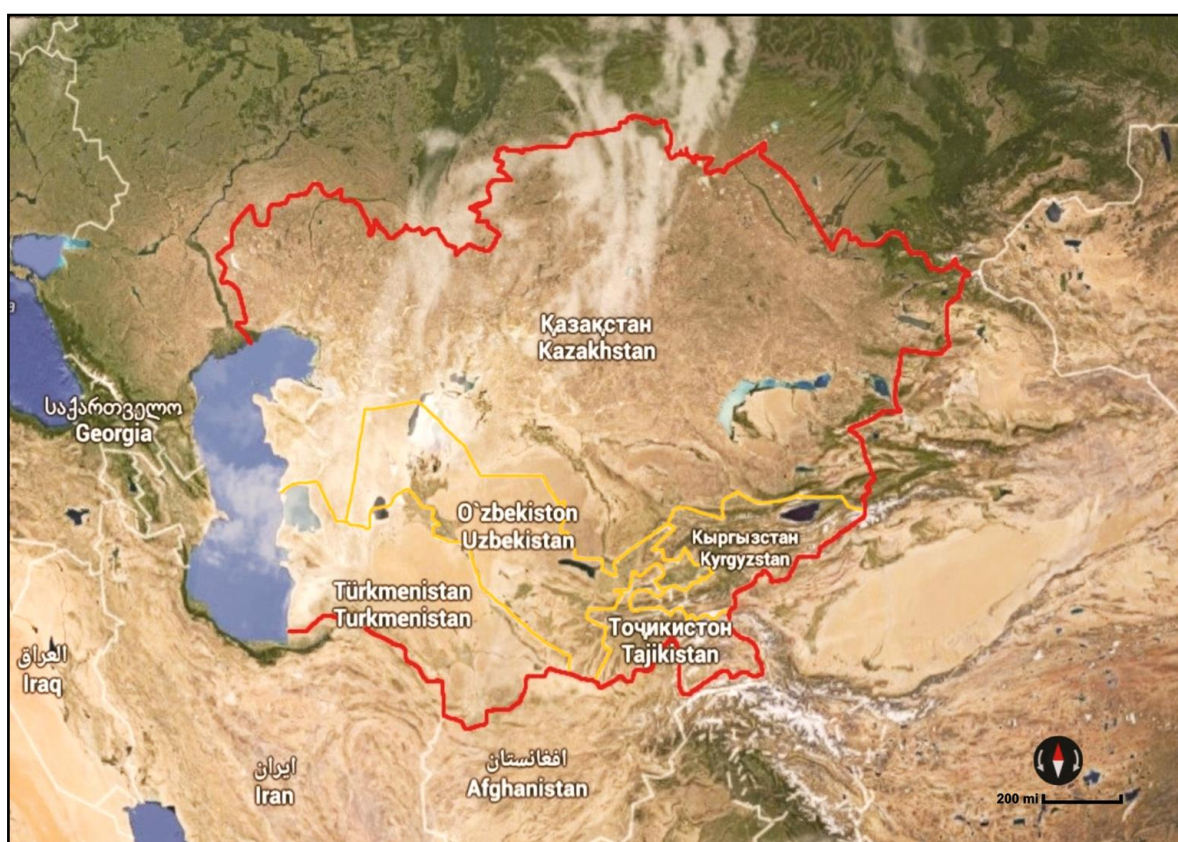 Қазақстан
Kazakhstan
საქართველო
Georgia
O`zbekiston
Uzbekistan
Кыргызстан
Kyrgyzstan
Türkmenistan
Turkmenistan
Тоҷикистон
Tajikistan
العراق
Iraq
ایران
Iran
افغانستان
Afghanistan
200 mi